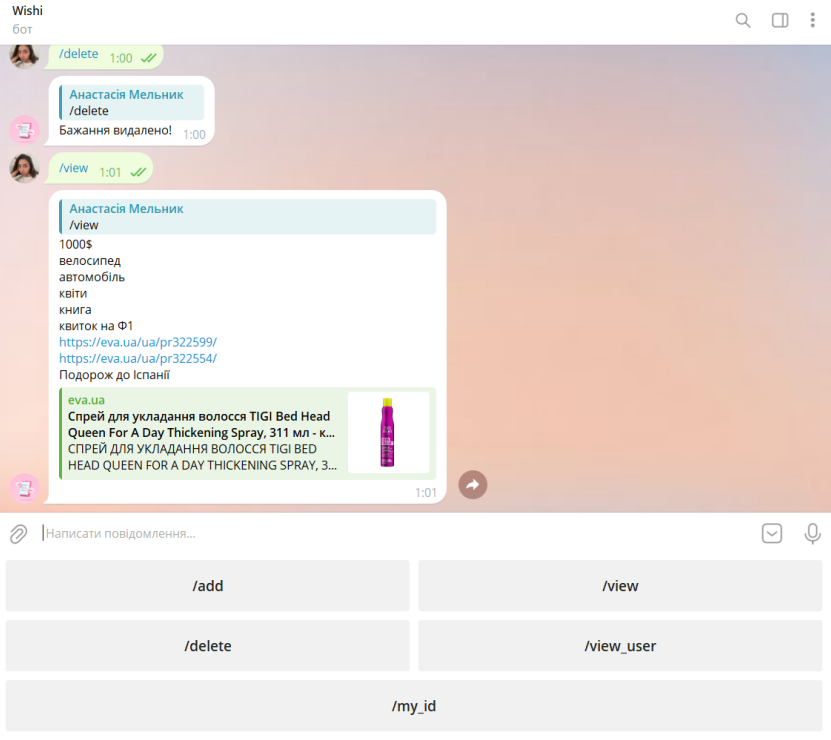 Wishi
бот
/delete
1:00
Анастасія Мельник
/delete
Бажання видалено!
1:00
/view
1:01
Анастасія Мельник
/view
1000$
велосипед
автомобіль
квіти
книга
квиток на Ф1
https://eva.ua/ua/pr322599/
https://eva.ua/ua/pr322554/
Подорож до Іспанії
eva.ua
Спрей для укладання волосся TIGI Bed Head
Queen For A Day Thickening Spray, 311 мл - к...
СПРЕЙ ДЛЯ УКЛАДАННЯ ВОЛОССЯ TIGI BED
HEAD QUEEN FOR A DAY THICKENING SPRAY, 3...
1:01
Написати повідомлення...
/add
/view
/delete
/view_user
/my_id